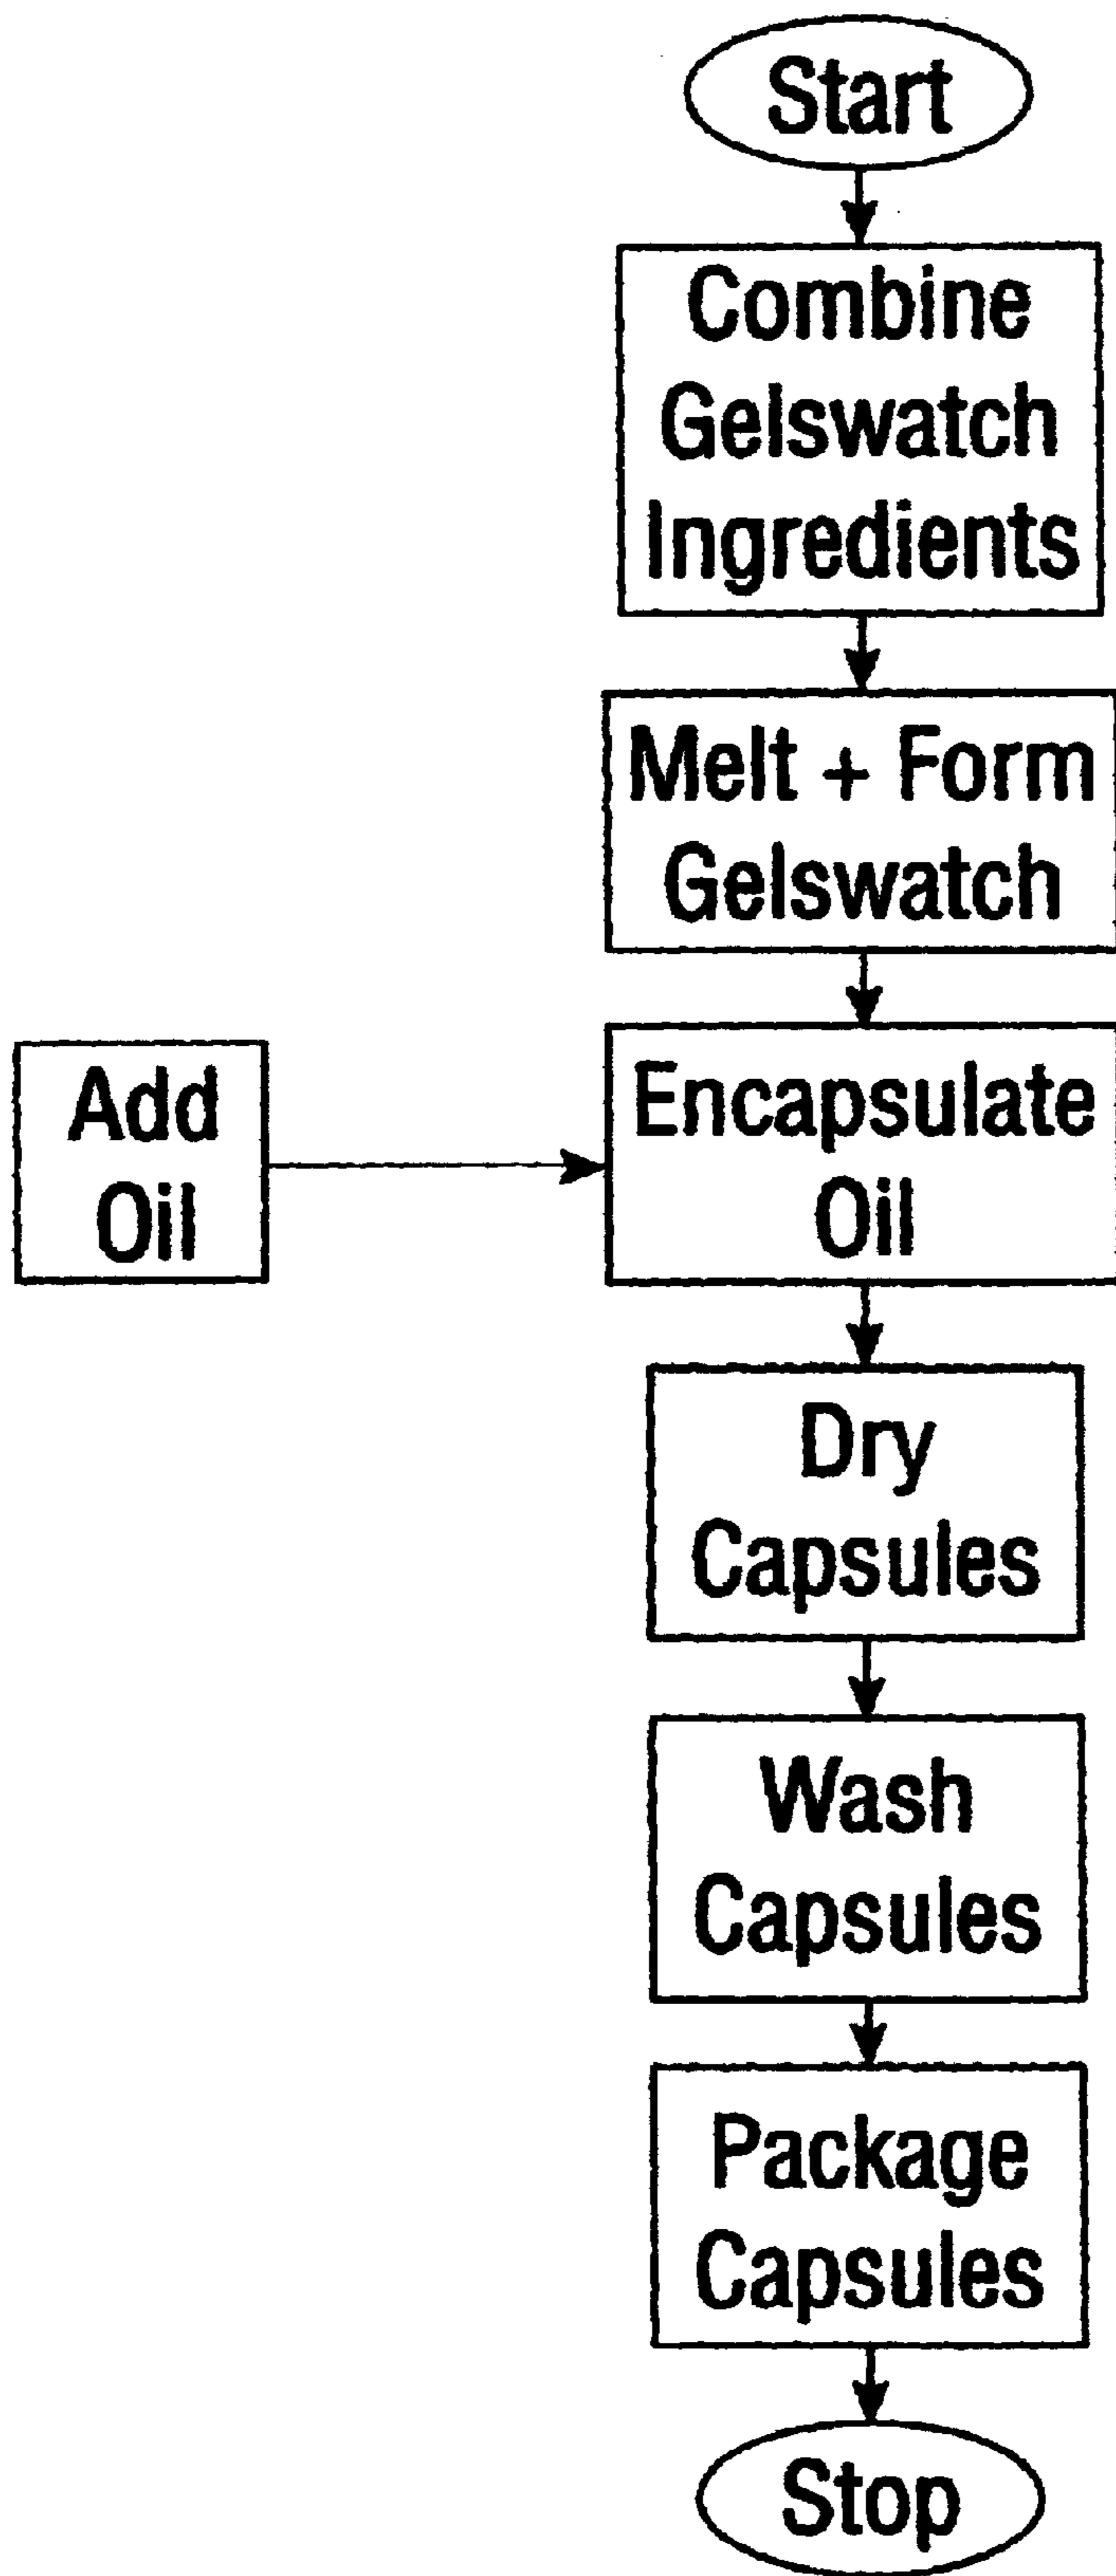 Start
Combine
Gelswatch
Ingredients
Melt + Form
Gelswatch
Add
Oil
Encapsulate
Oil
Dry
Capsules
Wash
Capsules
Package
Capsules
Stop